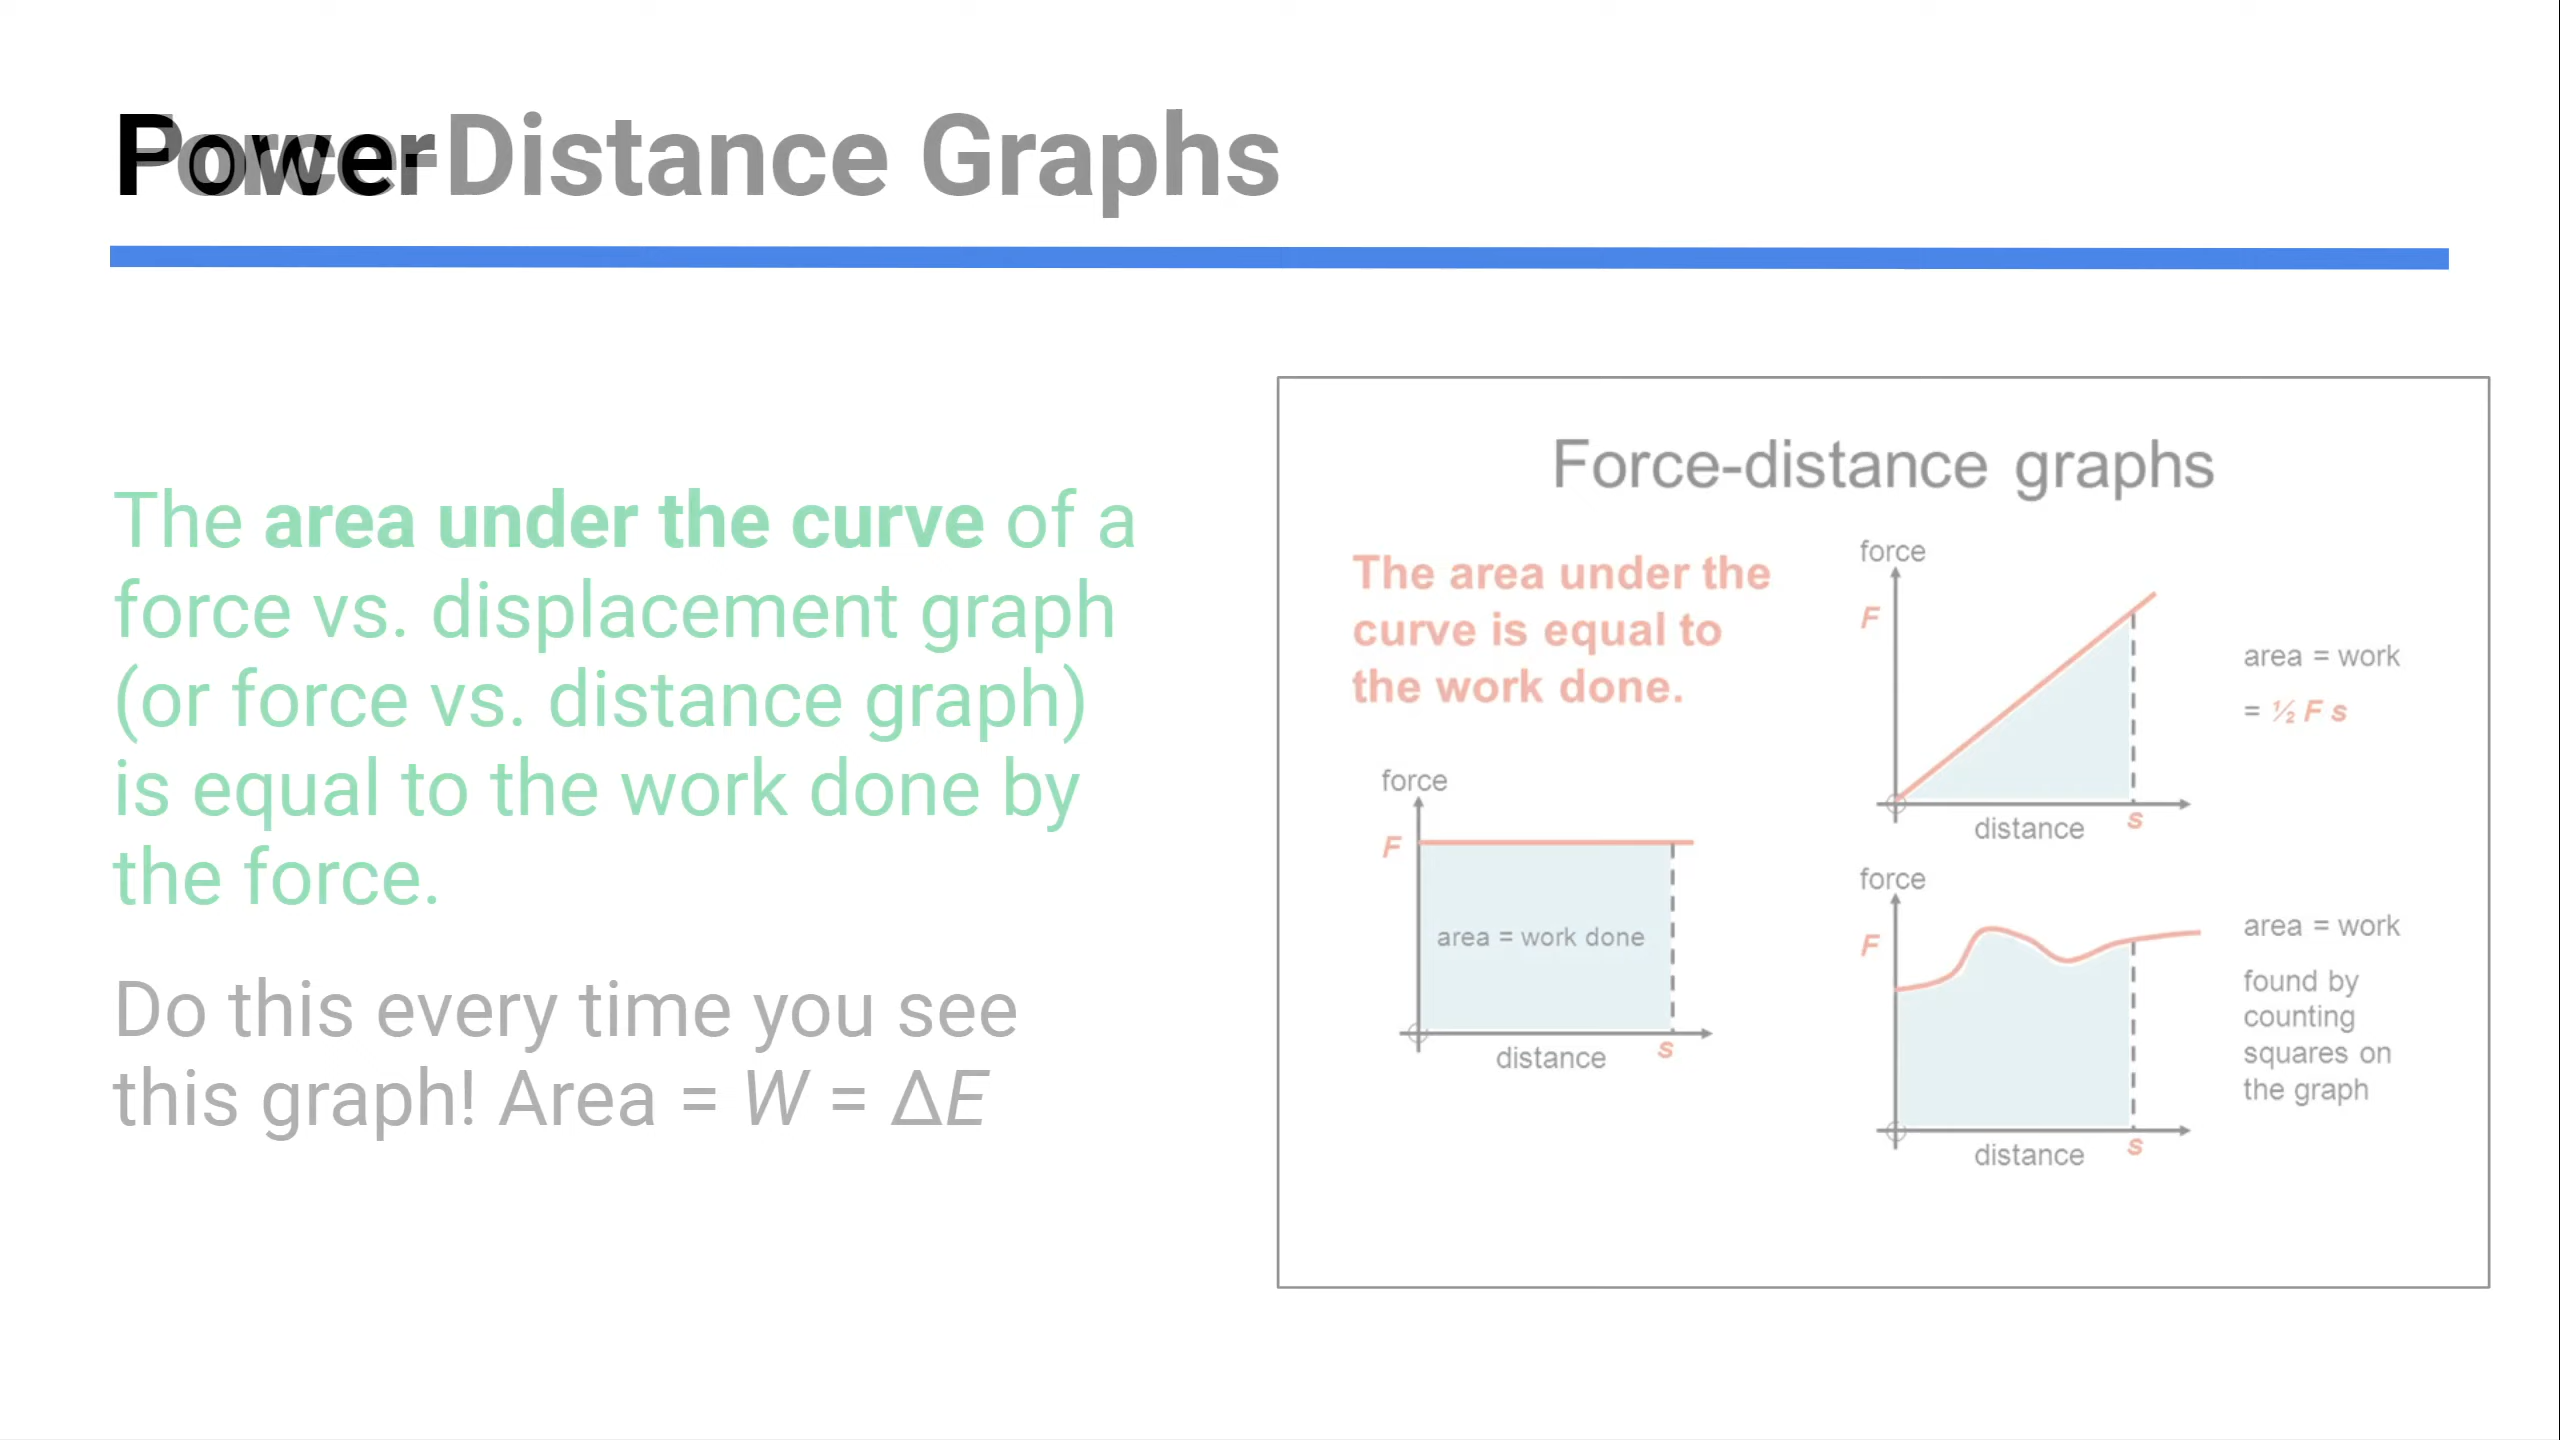 Power
Force-Distance Graphs
The area under the curve of a
force vs. displacement graph
(or force vs. distance graph)
is equal to the work done by
the force.
Do this every time you see
this graph! Area = W = ΔE
Force-distance graphs
The area under the
curve is equal to
the work done.
force
F
area = work done
distance
s
force
F
distance
s
area = work
= ½ F s
force
F
distance
s
area = work
found by
counting
squares on
the graph